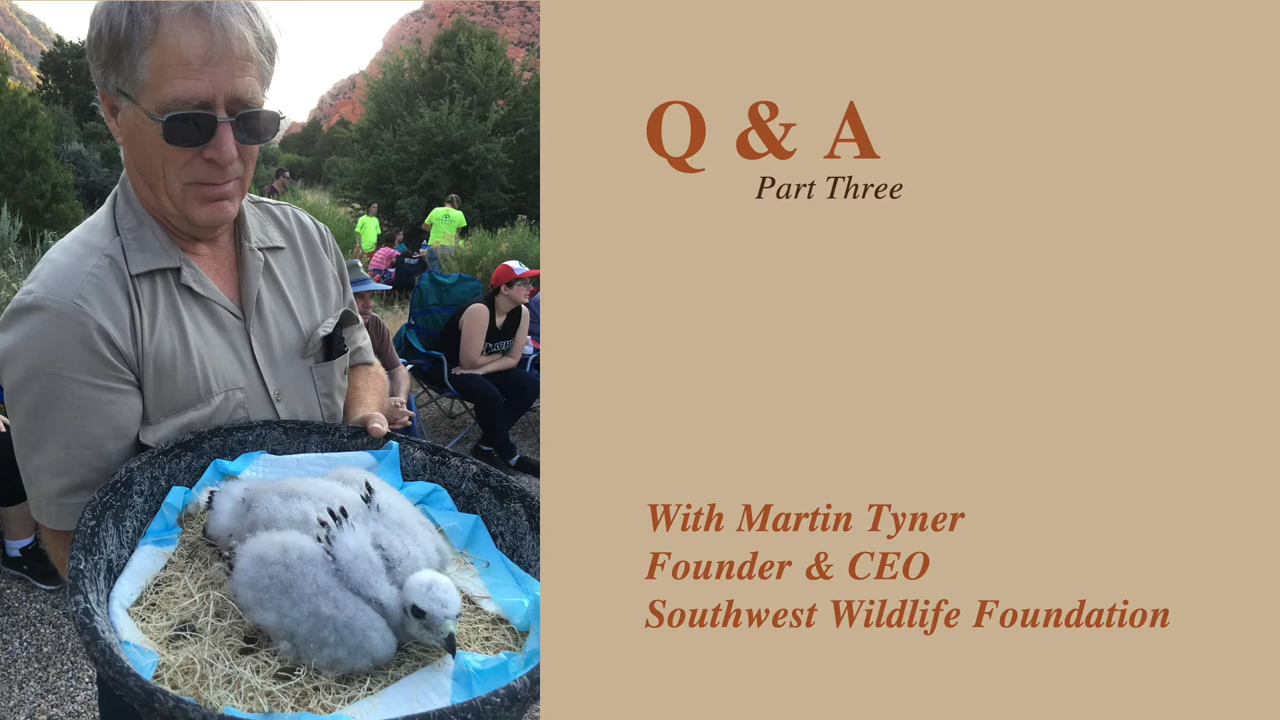 Q & A
Part Three
With Martin Tyner
Founder & CEO
Southwest Wildlife Foundation